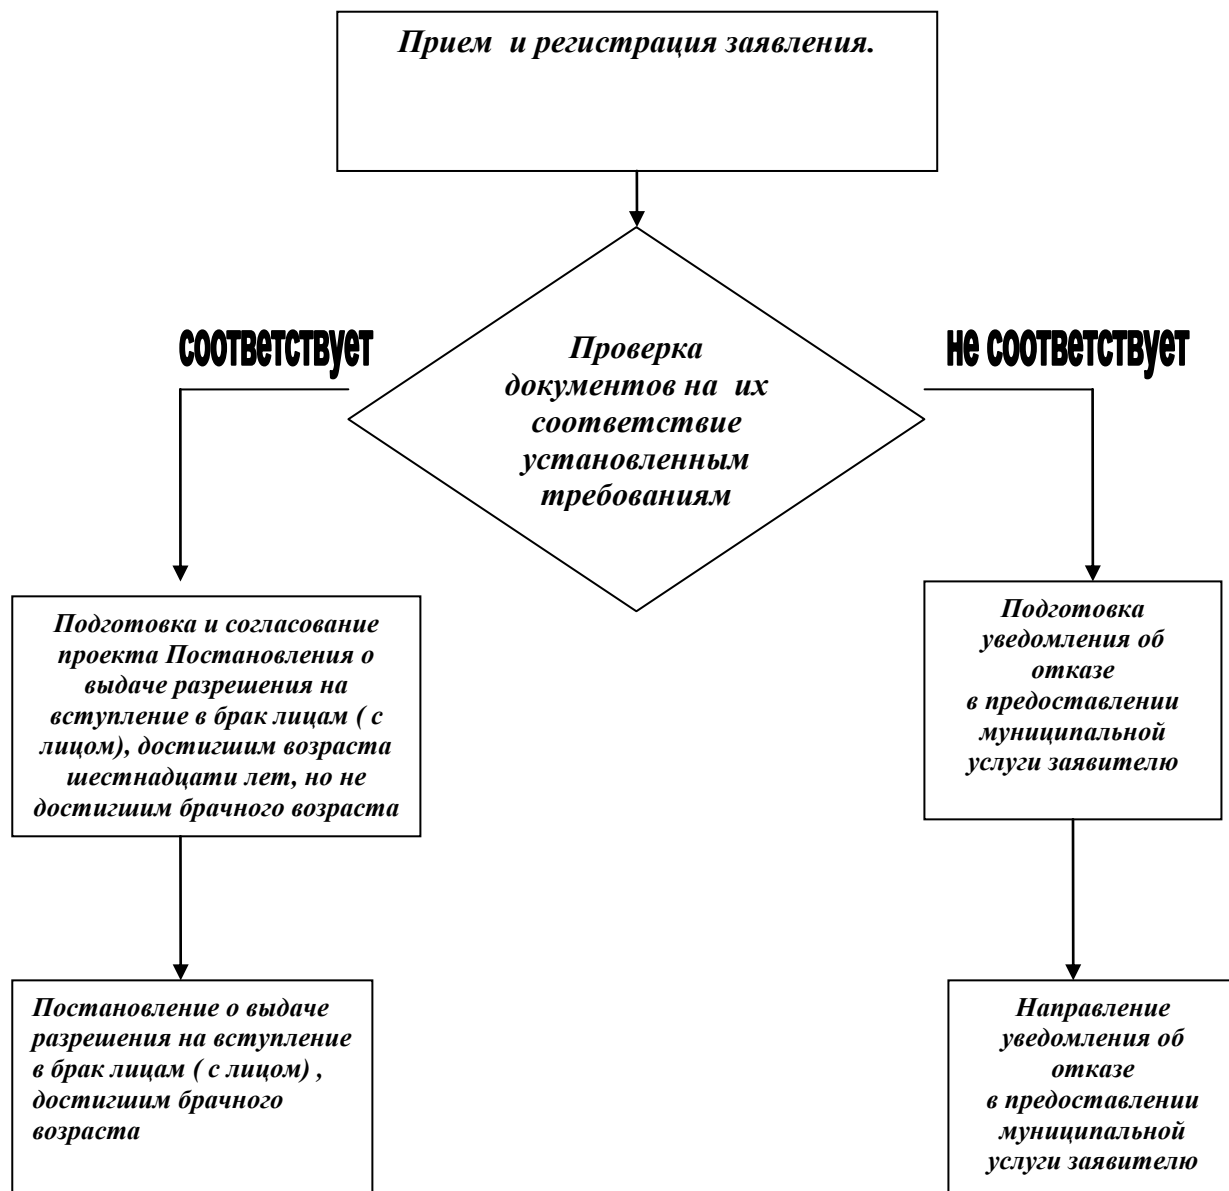 Прием  и регистрация заявления.
соответствует
не соответствует
Проверка
документов на  их
соответствие
установленным
требованиям
Подготовка и согласование
проекта Постановления о
выдаче разрешения на
вступление в брак лицам ( с
лицом), достигшим возраста
шестнадцати лет, но не
достигшим брачного возраста
Подготовка
уведомления об
отказе
в предоставлении
муниципальной
услуги заявителю
Постановление о выдаче
разрешения на вступление
в брак лицам ( с лицом) ,
достигшим брачного
возраста
Направление
уведомления об
отказе
в предоставлении
муниципальной
услуги заявителю